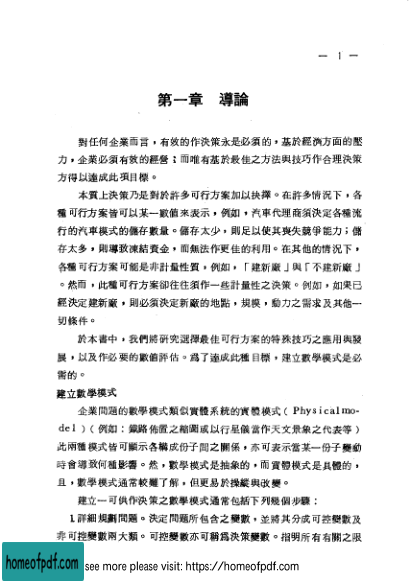 — 1 —
第一章　導論
對任何企業而言，有效的作決策永是必須的，基於經濟方面的壓
力，企業必須有效的經營；而唯有基於最佳之方法與技巧作合理決策
方得以達成此項目標。
本質上決策乃是對於許多可行方案加以抉擇。在許多情況下，各
種可行方案皆可以某一數值來表示，例如，汽車代理商須決定各種流
行的汽車模式的儲存數量。儲存太少，則足以使其喪失競爭能力；儲
存太多，則導致凍結資金，而無法作更佳的利用。在其他的情況下，
各種可行方案可能是非計量性質。例如，「建新廠」與「不建新廠」
。然而，此種可行方案卻往往須作一些計量性之決策。例如，如果已
經決定建新廠，則必須決定新廠的地點，規模，動力之需求及其他一
切條件。
於本書中，我們將研究選擇最佳可行方案的特殊技巧之應用與發
展，以及作必要的數值評估。爲了達成此種目標，建立數學模式是必
需的。
建立數學模式
企業問題的數學模式類似實體系統的實體模式（Physical mo-
del）（例如：鐵路佈置之縮圖或以行星儀當作天文景象之代表等）
此兩種模式皆可顯示各構成份子間之關係，亦可表示當某一份子變動
時會導致何種影響。然，數學模式是抽象的，而實體模式是具體的，
且，數學模式通常較難了解，但更易於操縱與改變。
建立一可供作決策之數學模式通常包括下列幾個步驟：
1.詳細規劃問題。決定問題所包含之變數，並將其分成可控變數及
非可控變數兩大類。可控變數亦可稱爲決策變數。指明所有有關之限
homeofpdf.com
see more please visit: https://homeofpdf.com